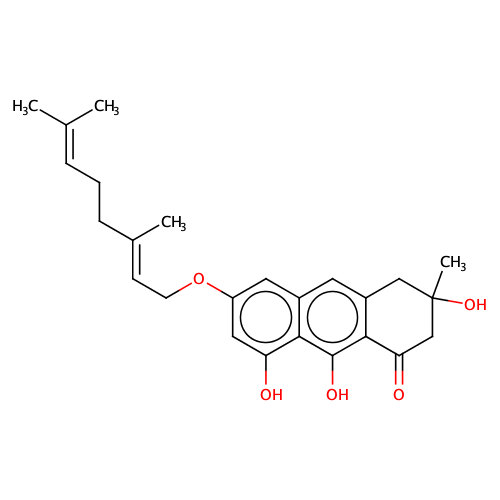 H₃C CH₃
CH₃
O CH₃
OH
OH OH O